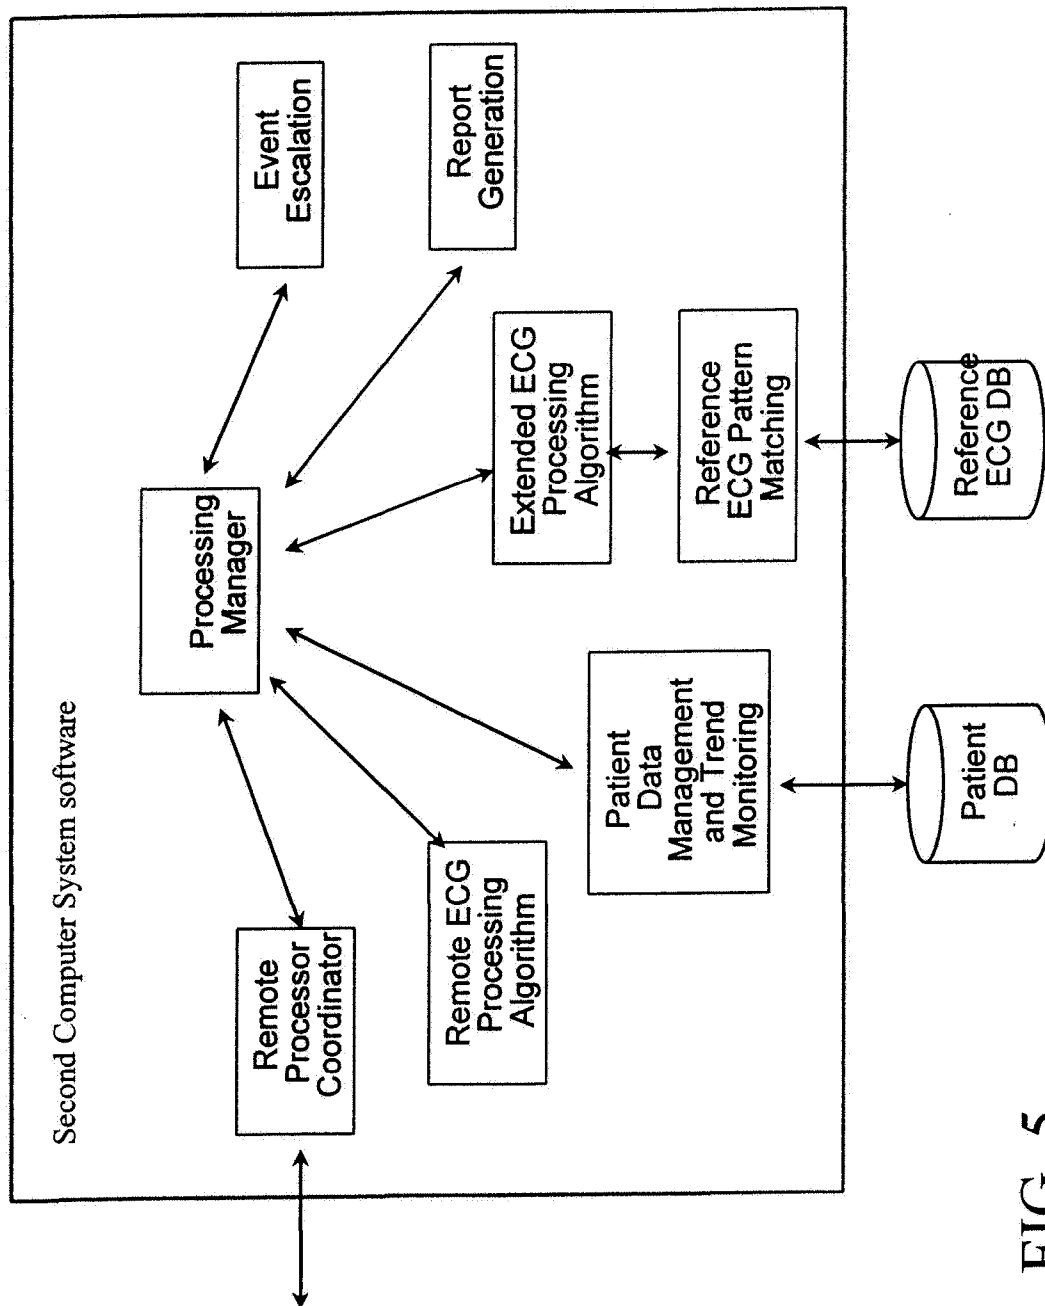 Second Computer System software
Processing
Manager
Remote
Processor
Coordinator
Event
Escalation
Remote ECG
Processing
Algorithm
Report
Generation
Extended ECG
Processing
Algorithm
Patient
Data
Management
and Trend
Monitoring
Reference
ECG Pattern
Matching
Patient
DB
Reference
ECG DB
FIG. 5